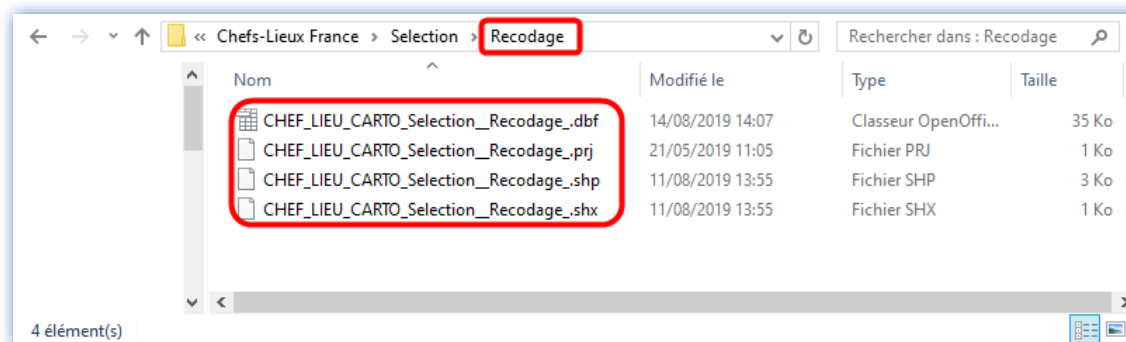 « Chefs-Lieux France > Selection > Recodage
Rechercher dans : Recodage
Nom Modifié le Type Taille
CHEF_LIEU_CARTO_Selection__Recodage_.dbf 14/08/2019 14:07 Classeur OpenOffi... 35 Ko
CHEF_LIEU_CARTO_Selection__Recodage_.prj 21/05/2019 11:05 Fichier PRJ 1 Ko
CHEF_LIEU_CARTO_Selection__Recodage_.shp 11/08/2019 13:55 Fichier SHP 3 Ko
CHEF_LIEU_CARTO_Selection__Recodage_.shx 11/08/2019 13:55 Fichier SHX 1 Ko
4 élément(s)